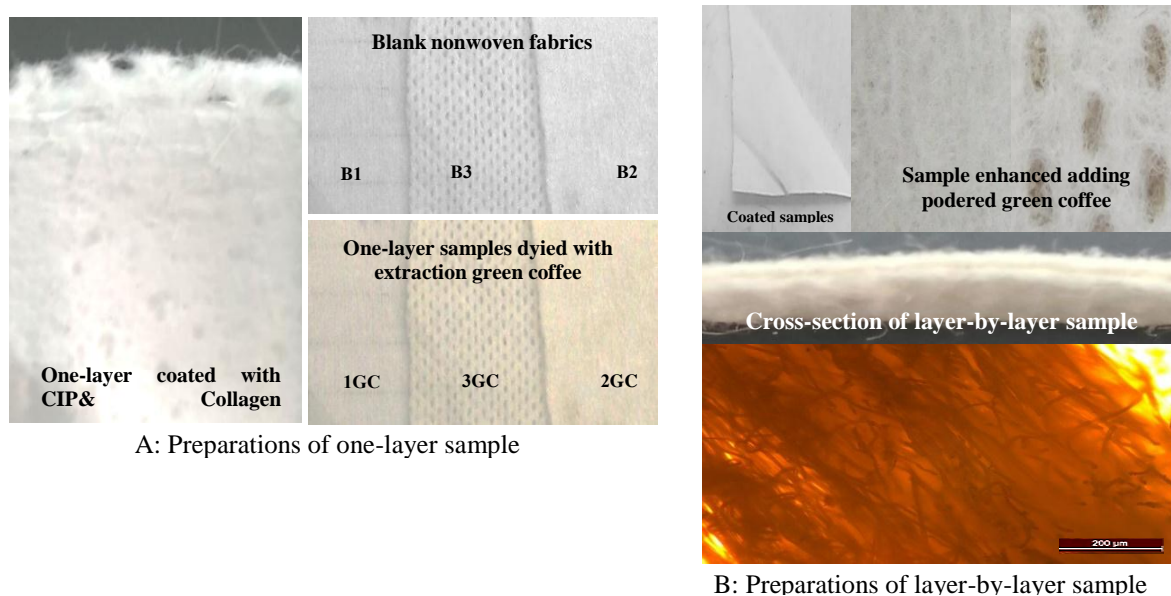 Blank nonwoven fabrics
B1
B3
B2
One-layer samples dyied with
extraction green coffee
1GC
3GC
2GC
One-layer coated with
CIP& Collagen
A: Preparations of one-layer sample
Coated samples
Sample enhanced adding
podered green coffee
Cross-section of layer-by-layer sample
200 µm
B: Preparations of layer-by-layer sample